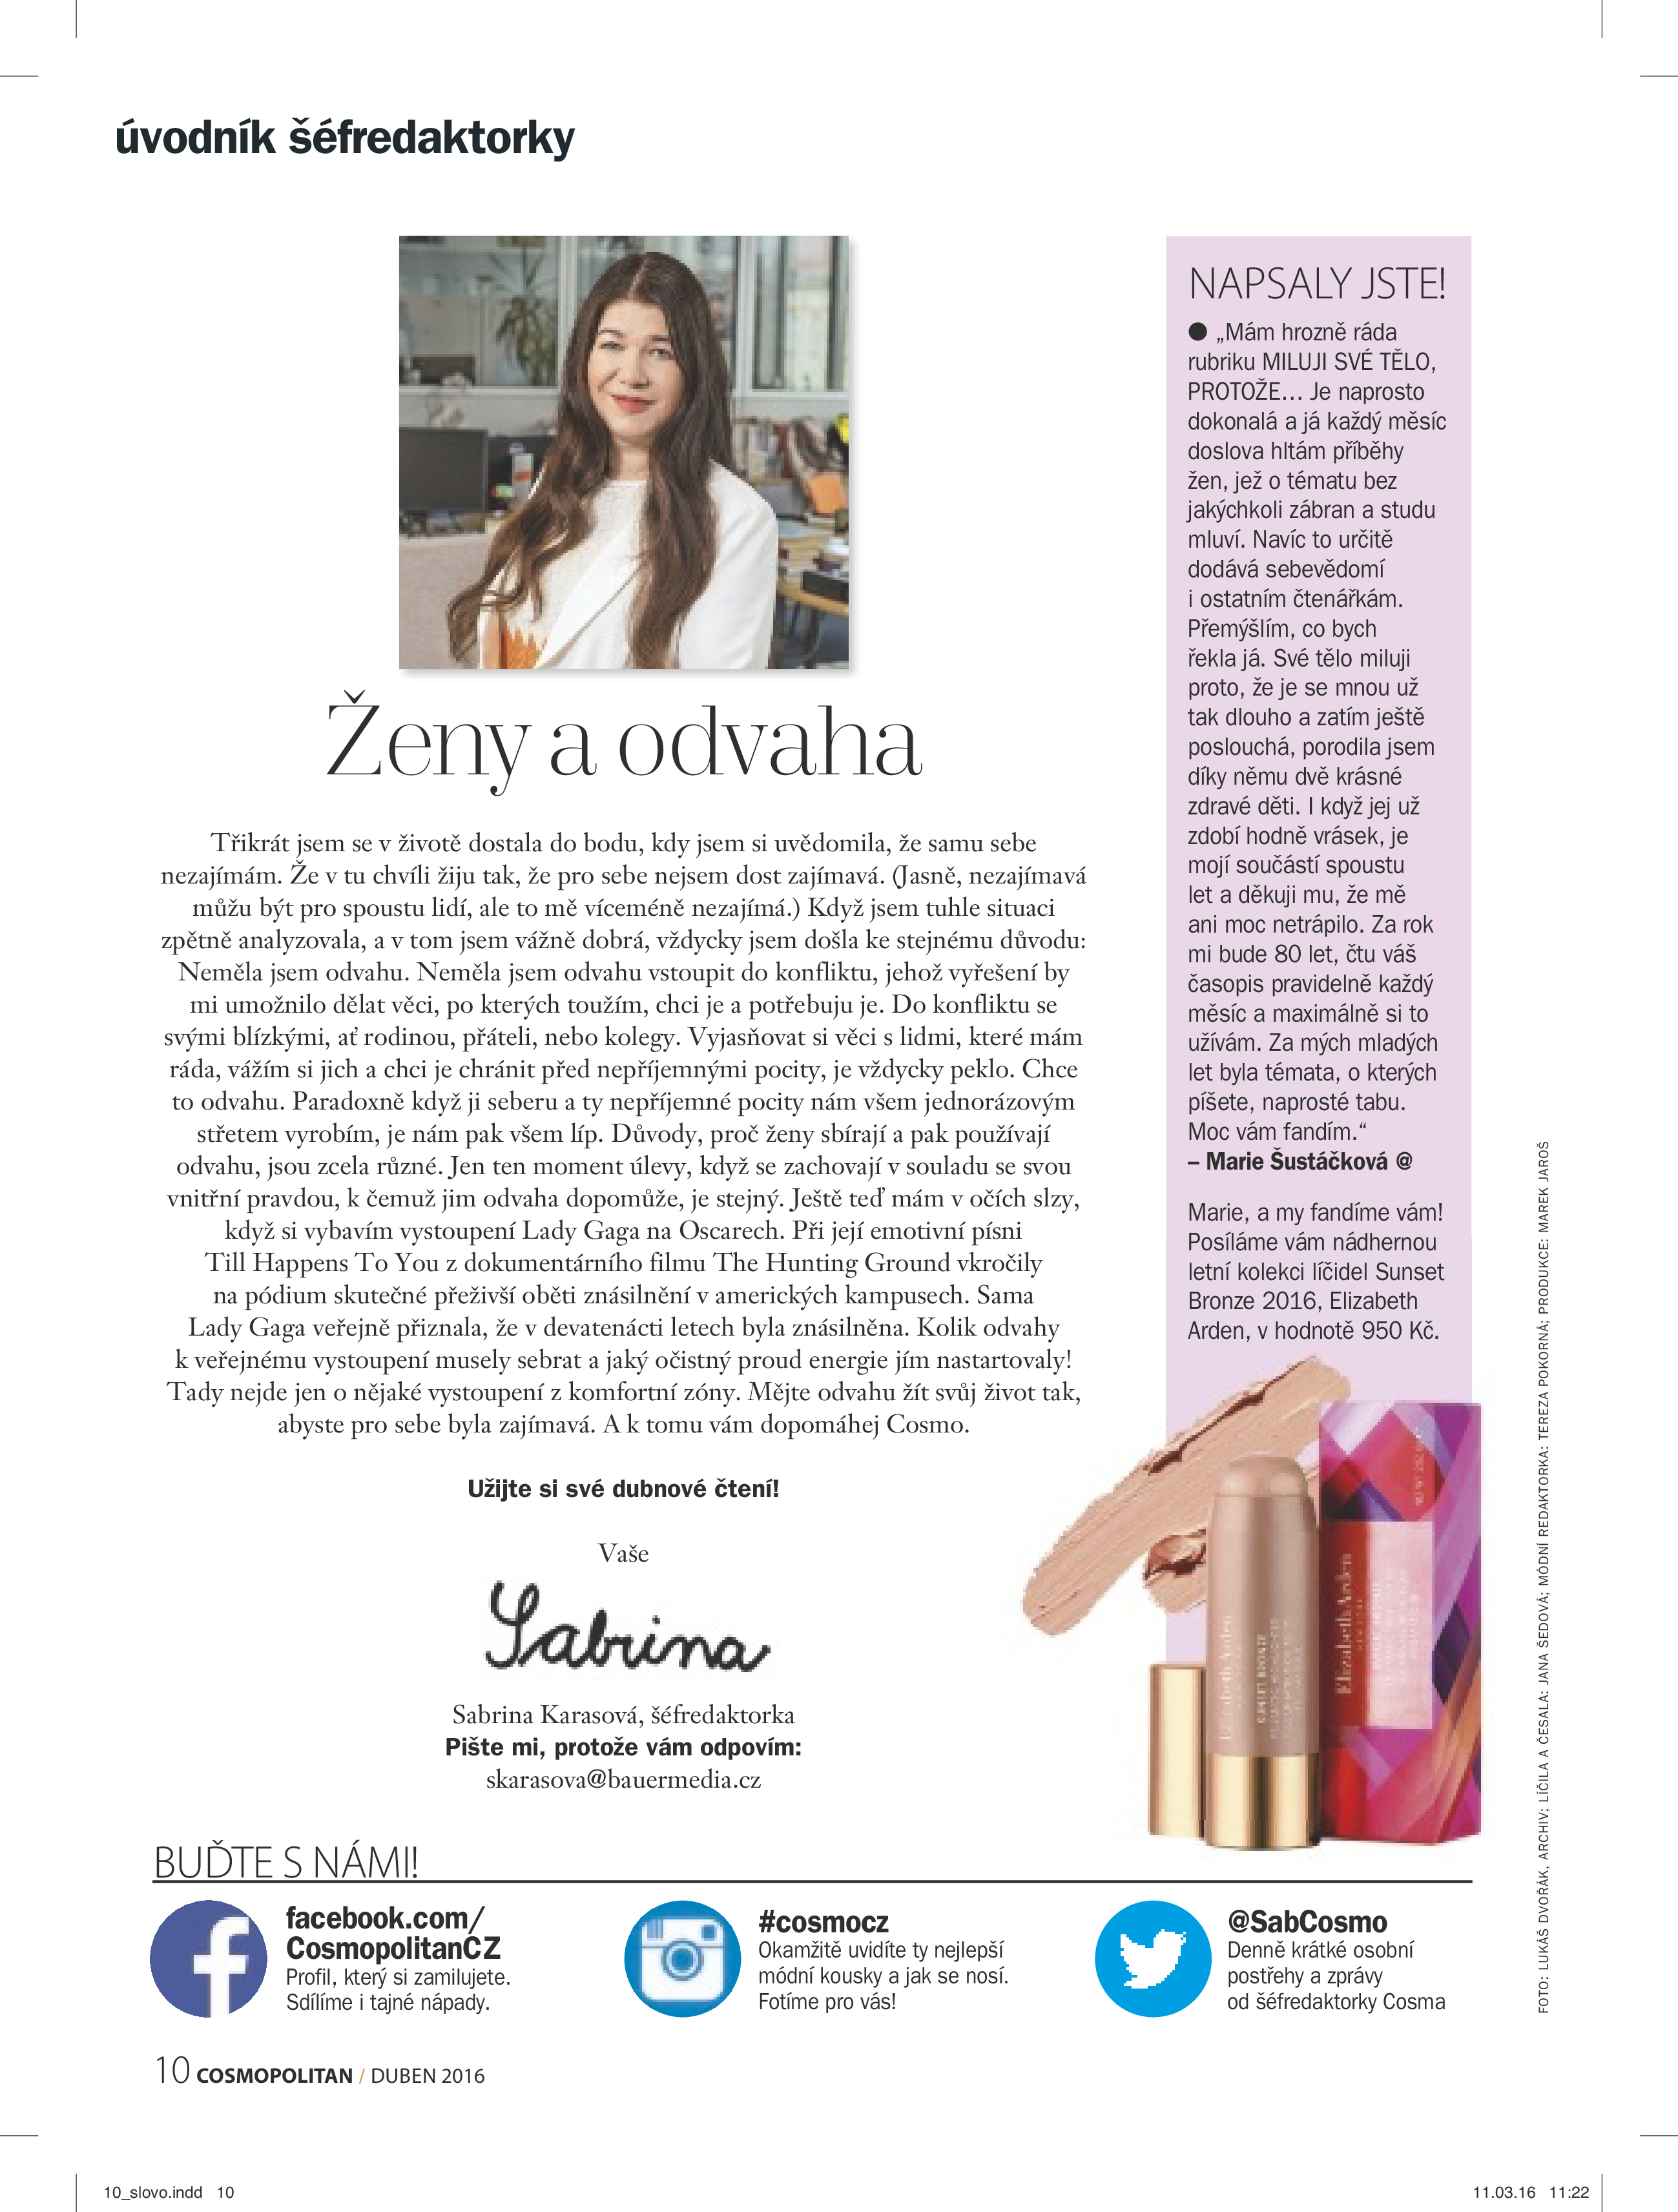 úvodník šéfredaktorky
Ženy a odvaha
Třikrát jsem se v životě dostala do bodu, kdy jsem si uvědomila, že samu sebe
nezajímám. Že v tu chvíli žiju tak, že pro sebe nejsem dost zajímavá. (Jasně, nezajímavá
můžu být pro spoustu lidí, ale to mě víceméně nezajímá.) Když jsem tuhle situaci
zpětně analyzovala, a v tom jsem vážně dobrá, vždycky jsem došla ke stejnému důvodu:
Neměla jsem odvahu. Neměla jsem odvahu vstoupit do konfliktu, jehož vyřešení by
mi umožnilo dělat věci, po kterých toužím, chci je a potřebuju je. Do konfliktu se
svými blízkými, ať rodinou, přáteli, nebo kolegy. Vyjasňovat si věci s lidmi, které mám
ráda, vážím si jich a chci je chránit před nepříjemnými pocity, je vždycky peklo. Chce
to odvahu. Paradoxně když ji seberu a ty nepříjemné pocity nám všem jednorázovým
střetem vyrobím, je nám pak všem líp. Důvody, proč ženy sbírají a pak používají
odvahu, jsou zcela různé. Jen ten moment úlevy, když se zachovají v souladu se svou
vnitřní pravdou, k čemuž jim odvaha dopomůže, je stejný. Ještě teď mám v očích slzy,
když si vybavím vystoupení Lady Gaga na Oscarech. Při její emotivní písni
Till Happens To You z dokumentárního filmu The Hunting Ground vkročily
na pódium skutečné přeživší oběti znásilnění v amerických kampusech. Sama
Lady Gaga veřejně přiznala, že v devatenácti letech byla znásilněna. Kolik odvahy
k veřejnému vystoupení musely sebrat a jaký očistný proud energie jím nastartovaly!
Tady nejde jen o nějaké vystoupení z komfortní zóny. Mějte odvahu žít svůj život tak,
abyste pro sebe byla zajímavá. A k tomu vám dopomáhej Cosmo.
Užijte si své dubnové čtení!
Vaše
Sabrina
Sabrina Karasová, šéfredaktorka
Pište mi, protože vám odpovím:
skarasova@bauermedia.cz
NAPSALY JSTE!
● „Mám hrozně ráda
rubriku MILUJI SVÉ TĚLO,
PROTOŽE… Je naprosto
dokonalá a já každý měsíc
doslova hltám příběhy
žen, jež o tématu bez
jakýchkoli zábran a studu
mluví. Navíc to určitě
dodává sebevědomí
i ostatním čtenářkám.
Přemýšlím, co bych
řekla já. Své tělo miluji
proto, že je se mnou už
tak dlouho a zatím ještě
poslouchá, porodila jsem
díky němu dvě krásné
zdravé děti. I když jej už
zdobí hodně vrásek, je
mojí součástí spoustu
let a děkuji mu, že mě
ani moc netrápilo. Za rok
mi bude 80 let, čtu váš
časopis pravidelně každý
měsíc a maximálně si to
užívám. Za mých mladých
let byla témata, o kterých
píšete, naprosté tabu.
Moc vám fandím.“
– Marie Šustáčková @
Marie, a my fandíme vám!
Posíláme vám nádhernou
letní kolekci líčidel Sunset
Bronze 2016, Elizabeth
Arden, v hodnotě 950 Kč.
Elizabeth Arden
SUNSET BRONZE
Elizabeth Arden
FOTO: LUKÁŠ DVOŘÁK, ARCHIV; LÍČILA A ČESALA: JANA ŠEDOVÁ; MÓDNÍ REDAKTORKA: TEREZA POKORNÁ; PRODUKCE: MAREK JAROŠ
BUĎTE S NÁMI!
facebook.com/
CosmopolitanCZ
Profil, který si zamilujete.
Sdílíme i tajné nápady.
#cosmocz
Okamžitě uvidíte ty nejlepší
módní kousky a jak se nosí.
Fotíme pro vás!
@SabCosmo
Denně krátké osobní
postřehy a zprávy
od šéfredaktorky Cosma
10 COSMOPOLITAN / DUBEN 2016
10_slovo.indd 10
11.03.16 11:22